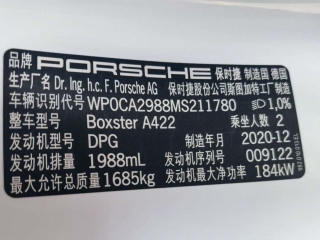 品牌 PORSCHE 保时捷 制造国 德国
生产厂名 Dr. Ing. h.c. F. Porsche AG 保时捷股份公司斯图加特工厂制造
车辆识别代号 WP0CA2988MS211780 1,0%
整车型号 Boxster A422 乘坐人数 2
发动机型号 DPG 制造年月 2020-12
发动机排量 1988mL 发动机序列号 009122
最大允许总质量 1685kg 发动机最大净功率 184kW